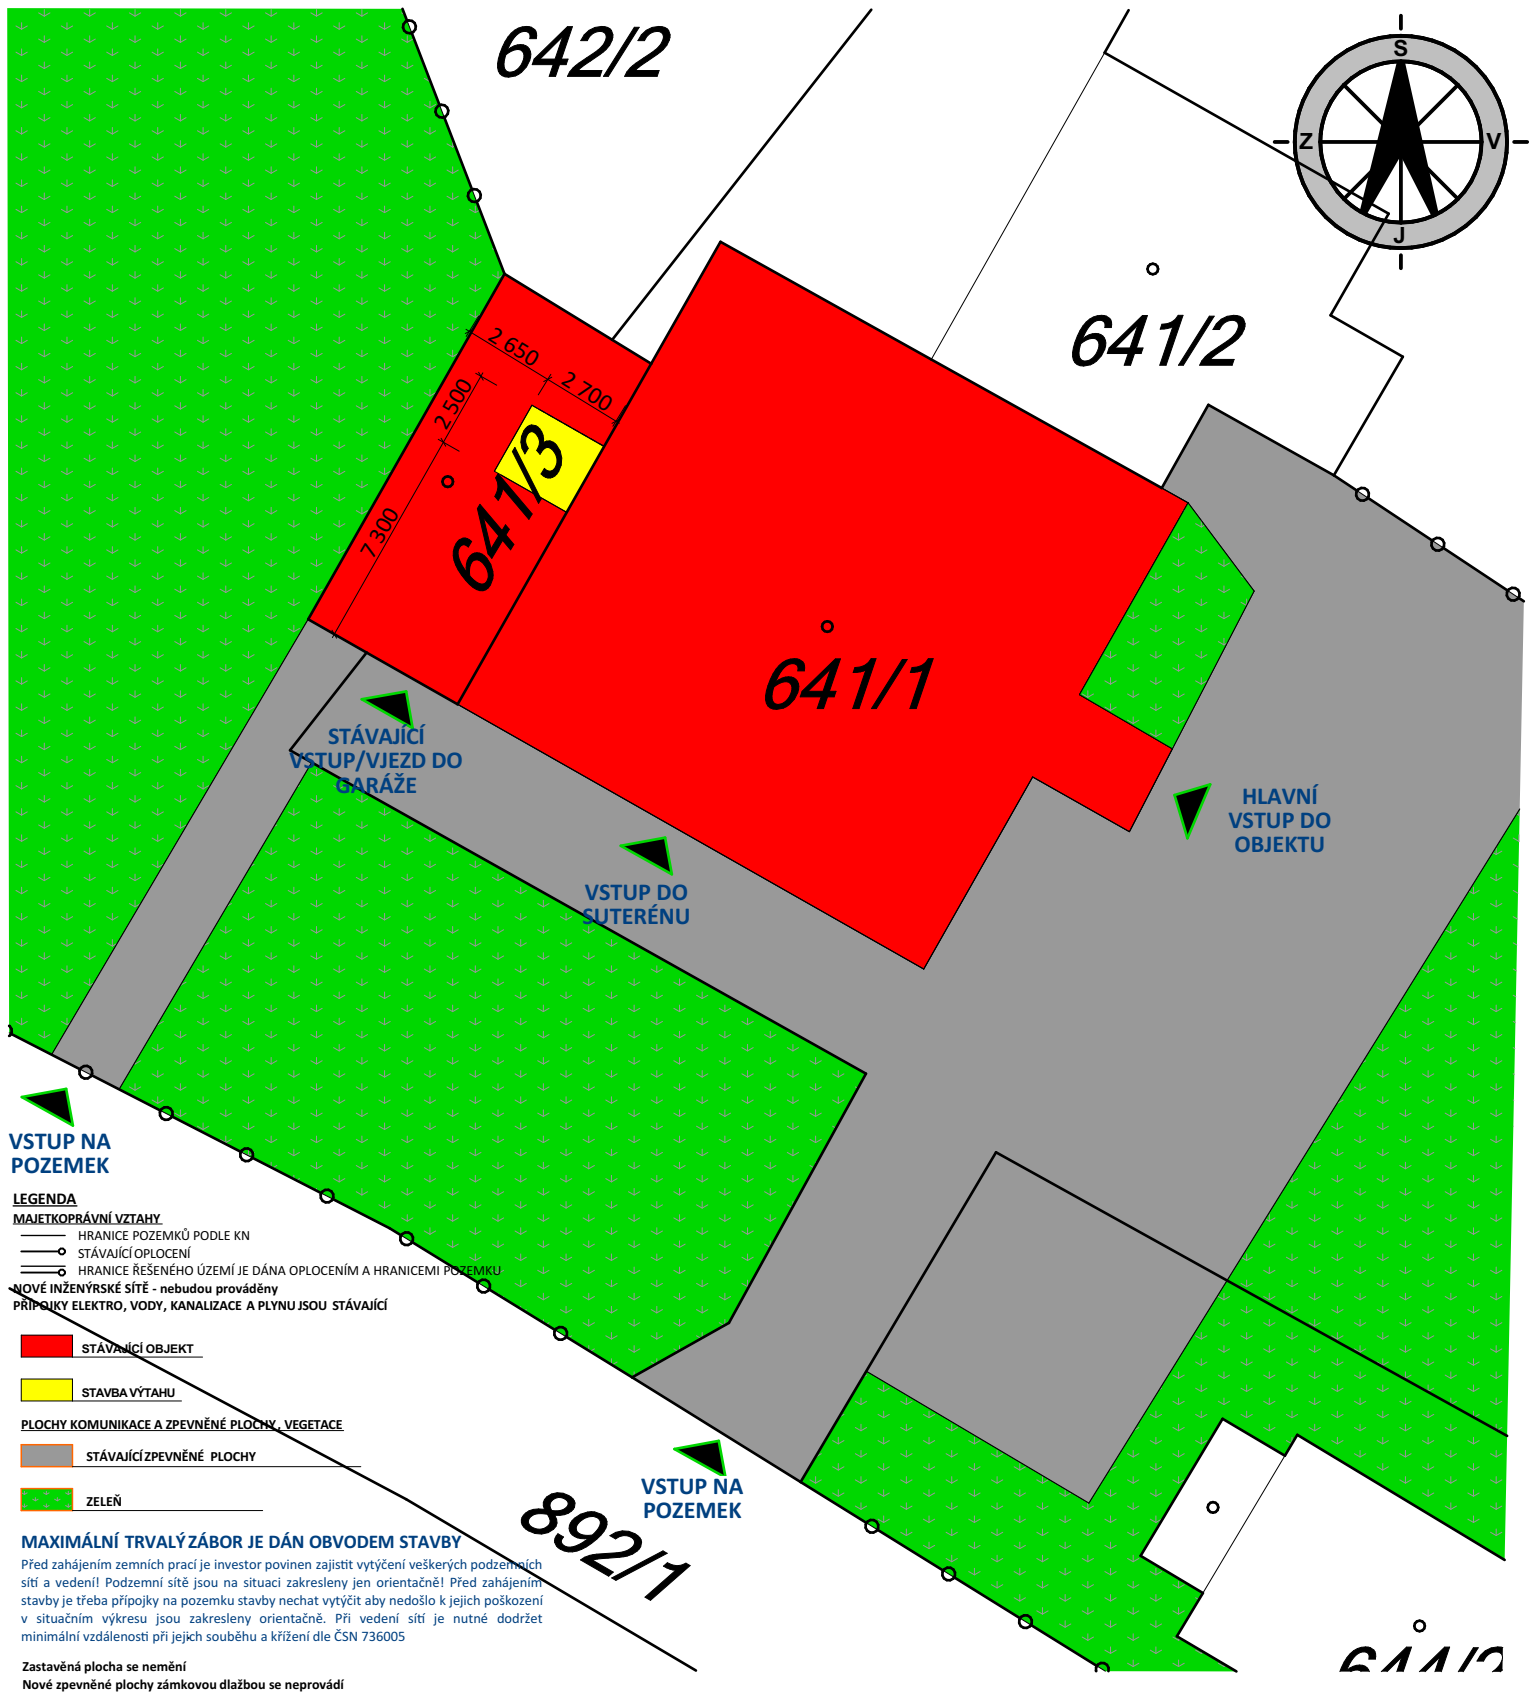 642/2
S
Z
V
J
641/2
2 650
2 700
2 500
7 300
641/3
641/1
STÁVAJÍCÍ
VSTUP/VJEZD DO
GARÁŽE
HLAVNÍ
VSTUP DO
OBJEKTU
VSTUP DO
SUTERÉNU
VSTUP NA
POZEMEK
LEGENDA
MAJETKOPRÁVNÍ VZTAHY
HRANICE POZEMKŮ PODLE KN
STÁVAJÍCÍ OPLOCENÍ
HRANICE ŘEŠENÉHO ÚZEMÍ JE DÁNA OPLOCENÍM A HRANICEMI POZEMKU
NOVÉ INŽENÝRSKÉ SÍTĚ - nebudou prováděny
PŘÍPOJKY ELEKTRO, VODY, KANALIZACE A PLYNU JSOU STÁVAJÍCÍ
STÁVAJÍCÍ OBJEKT
STAVBA VÝTAHU
PLOCHY KOMUNIKACE A ZPEVNĚNÉ PLOCHY, VEGETACE
STÁVAJÍCÍ ZPEVNĚNÉ PLOCHY
ZELEŇ
VSTUP NA
POZEMEK
892/1
MAXIMÁLNÍ TRVALÝ ZÁBOR JE DÁN OBVODEM STAVBY
Před zahájením zemních prací je investor povinen zajistit vytýčení veškerých podzemních
sítí a vedení! Podzemní sítě jsou na situaci zakresleny jen orientačně! Před zahájením
stavby je třeba přípojky na pozemku stavby nechat vytýčit aby nedošlo k jejich poškození
v situačním výkresu jsou zakresleny orientačně. Při vedení sítí je nutné dodržet
minimální vzdálenosti při jejich souběhu a křížení dle ČSN 736005
Zastavěná plocha se nemění
Nové zpevněné plochy zámkovou dlažbou se neprovádí